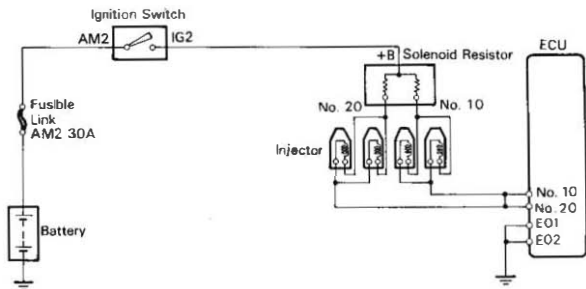 Ignition Switch
AM2
IG2
+B Solenoid Resistor
ECU
Fusible
Link
AM2 30A
No. 20
No. 10
Injector
No. 10
No. 20
E01
E02
Battery